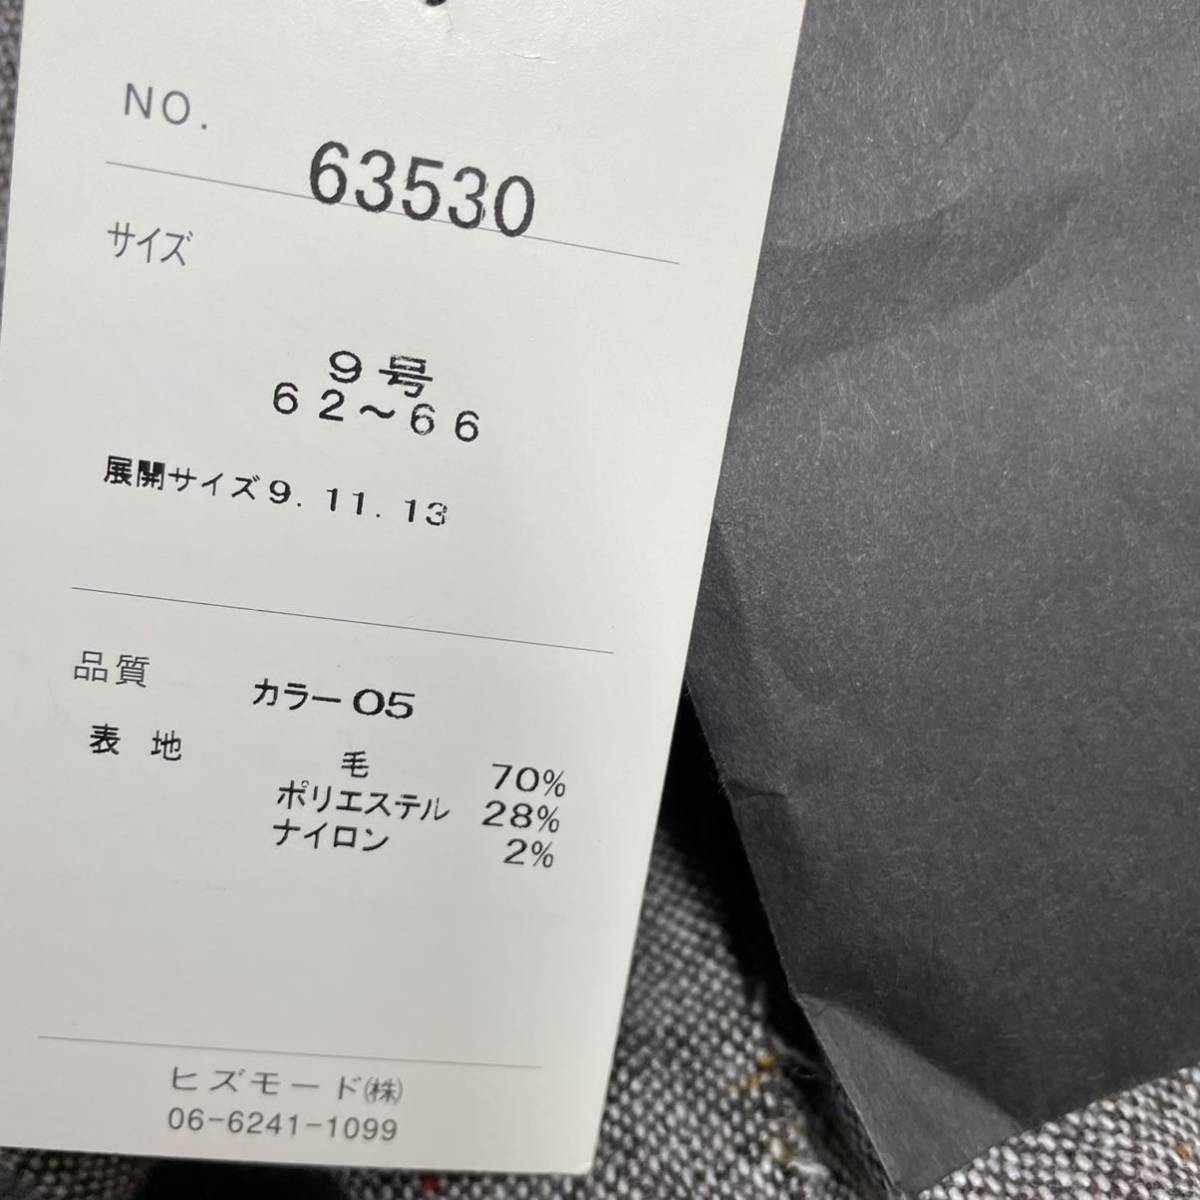 NO.
63530
サイズ
9号
62～66
展開サイズ9. 11. 13
品質 カラー05
表 地 毛 70%
ポリエステル 28%
ナイロン 2%
ヒズモード㈱
06-6241-1099